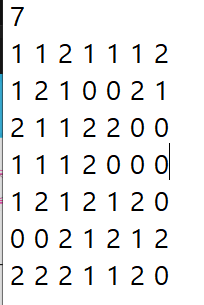 7
1 1 2 1 1 1 2
1 2 1 0 0 2 1
2 1 1 2 2 0 0
1 1 1 2 0 0 0
1 2 1 2 1 2 0
0 0 2 1 2 1 2
2 2 2 1 1 2 0